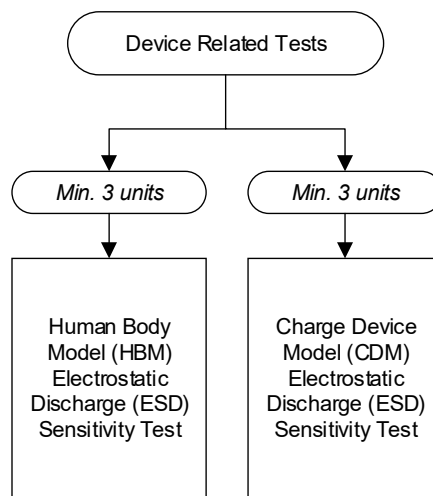 Device Related Tests
Min. 3 units
Min. 3 units
Human Body
Model (HBM)
Electrostatic
Discharge (ESD)
Sensitivity Test
Charge Device
Model (CDM)
Electrostatic
Discharge (ESD)
Sensitivity Test